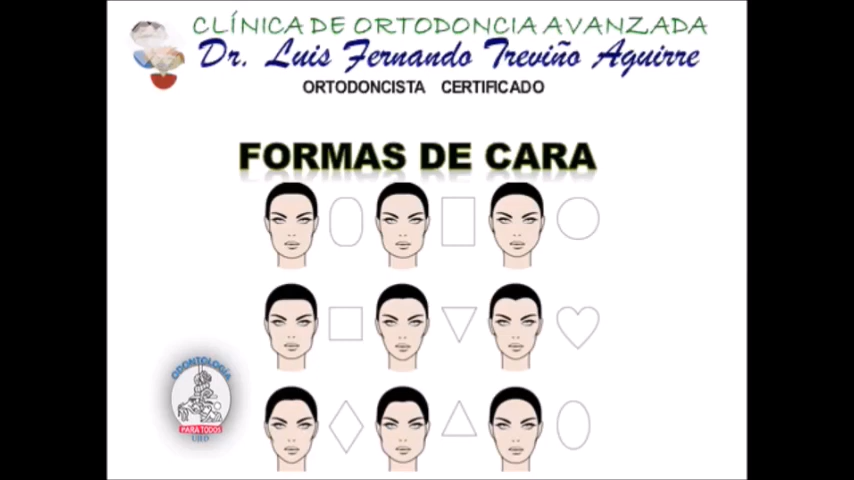 CLÍNICA DE ORTODONCIA AVANZADA
Dr. Luis Fernando Treviño Aguirre
ORTODONCISTA CERTIFICADO
FORMAS DE CARA
ODONTOLOGÍA
PARA TODOS